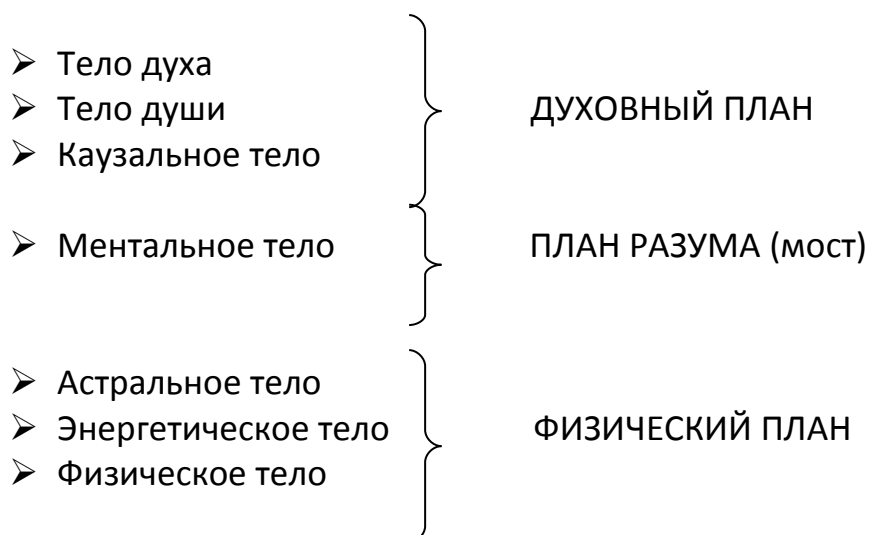 ➢ Тело духа
➢ Тело души ДУХОВНЫЙ ПЛАН
➢ Каузальное тело
➢ Ментальное тело ПЛАН РАЗУМА (мост)
➢ Астральное тело
➢ Энергетическое тело ФИЗИЧЕСКИЙ ПЛАН
➢ Физическое тело